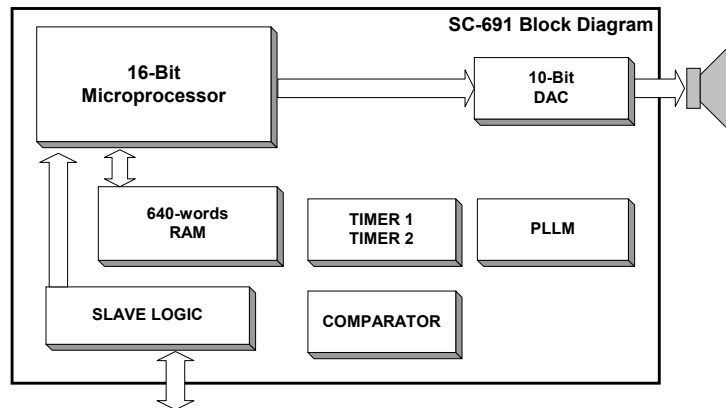 SC-691 Block Diagram
16-Bit
Microprocessor
10-Bit
DAC
640-words
RAM
TIMER 1
TIMER 2
PLLM
SLAVE LOGIC
COMPARATOR